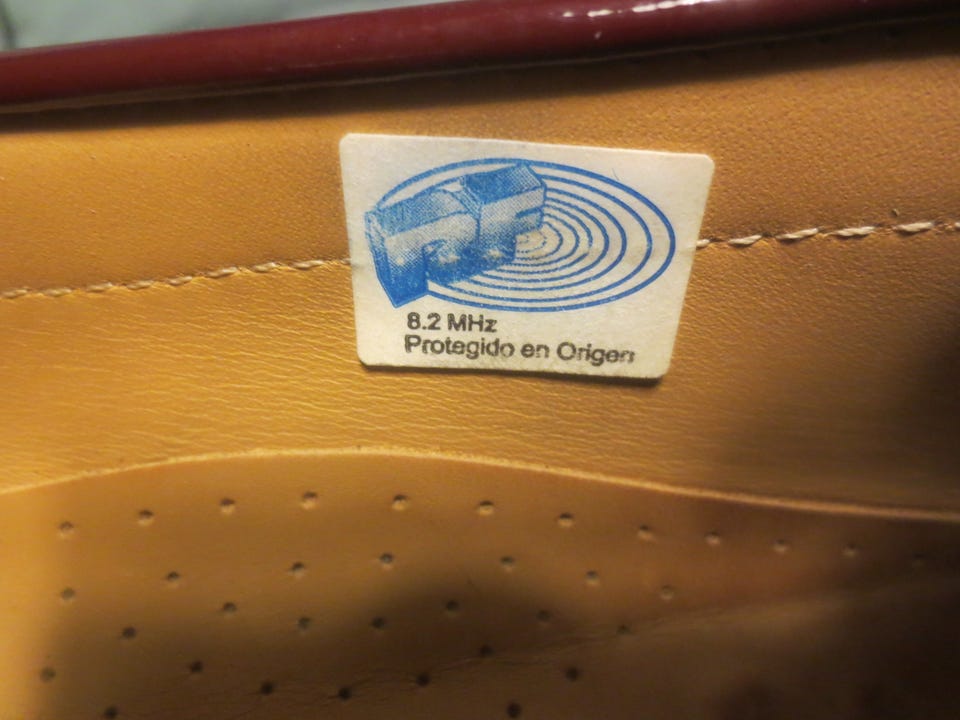 RF
8.2 MHz
Protegido en Origen